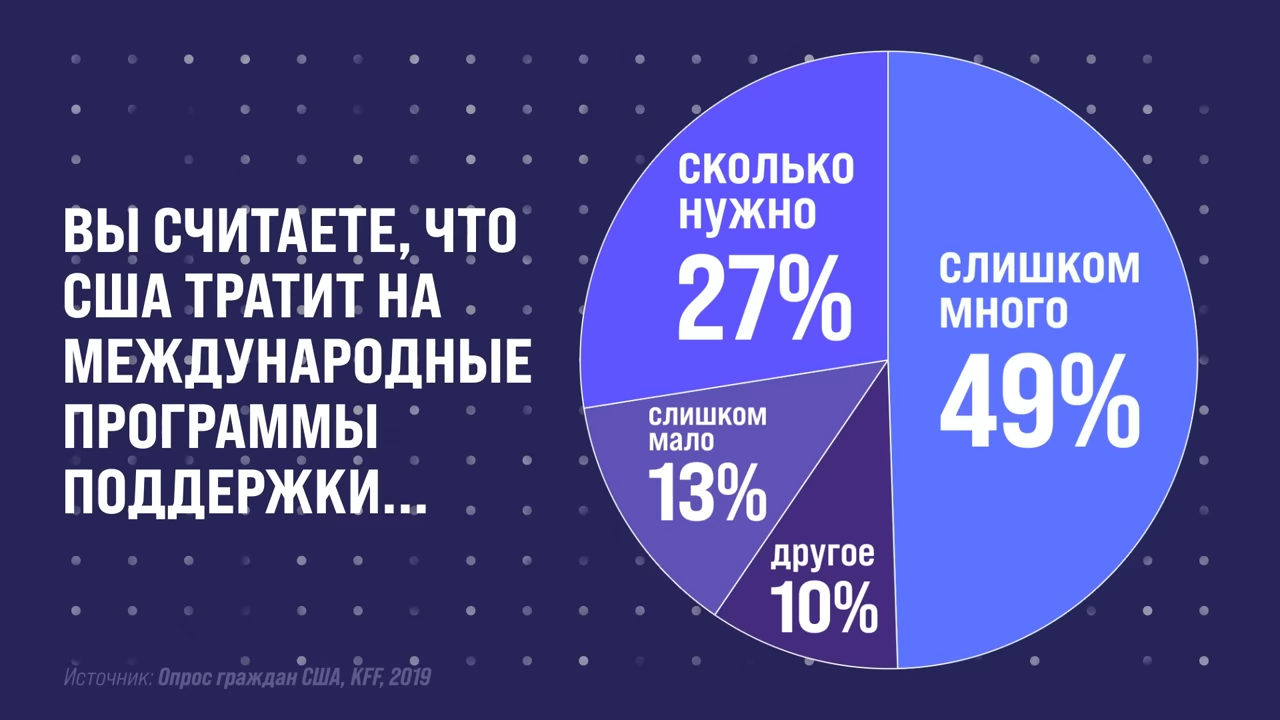 ВЫ СЧИТАЕТЕ, ЧТО
США ТРАТИТ НА
МЕЖДУНАРОДНЫЕ
ПРОГРАММЫ
ПОДДЕРЖКИ...
сколько
нужно
27%
слишком
много
49%
слишком
мало
13%
другое
10%
Источник: Опрос граждан США, KFF, 2019